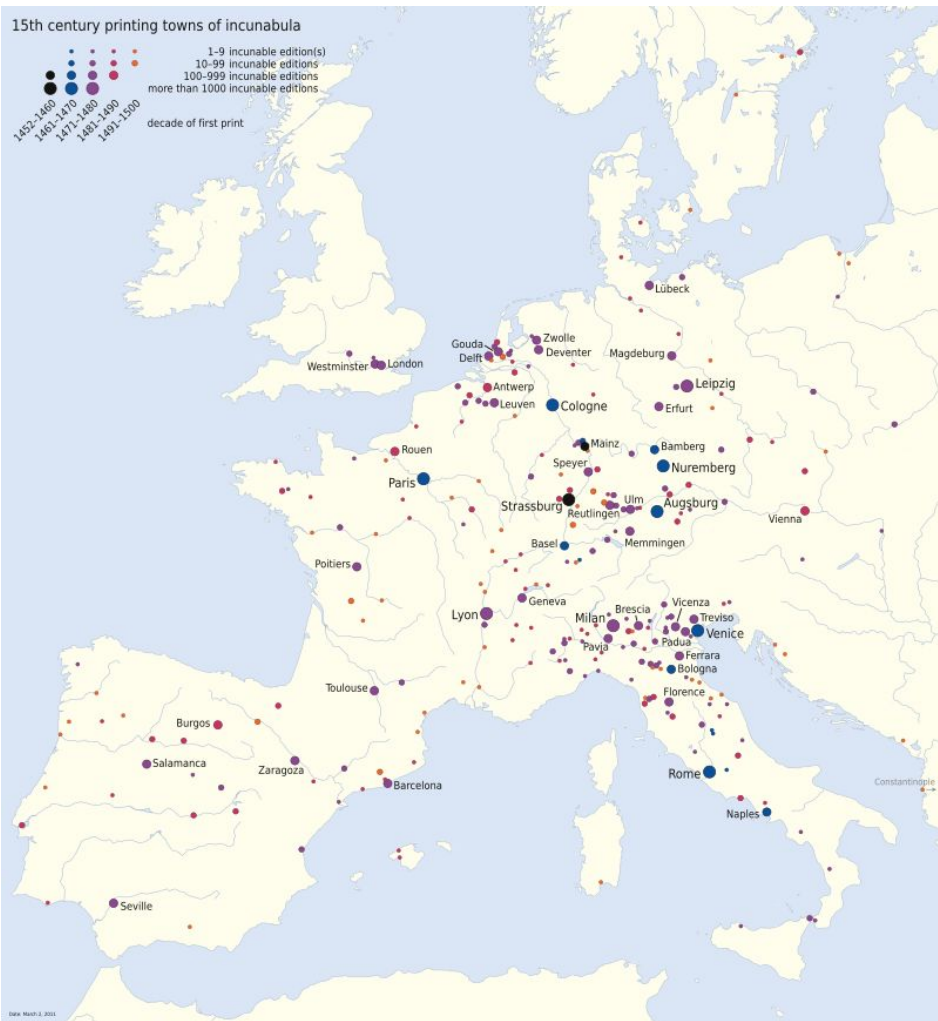 15th century printing towns of incunabula
1–9 incunable edition(s)
10–99 incunable editions
100–999 incunable editions
more than 1000 incunable editions
1452–1460
1461–1470
1471–1480
1481–1490
1491–1500
decade of first print
Lübeck
Gouda
Zwolle
Delft
Deventer
Magdeburg
Westminster
London
Antwerp
Leipzig
Leuven
Cologne
Erfurt
Rouen
Mainz
Bamberg
Speyer
Nuremberg
Paris
Strassburg
Ulm
Augsburg
Reutlingen
Vienna
Basel
Memmingen
Poitiers
Geneva
Lyon
Milan
Brescia
Vicenza
Treviso
Venice
Pavia
Padua
Ferrara
Bologna
Toulouse
Florence
Burgos
Salamanca
Zaragoza
Rome
Barcelona
Constantinople
Naples
Seville
Date: March 2, 2011